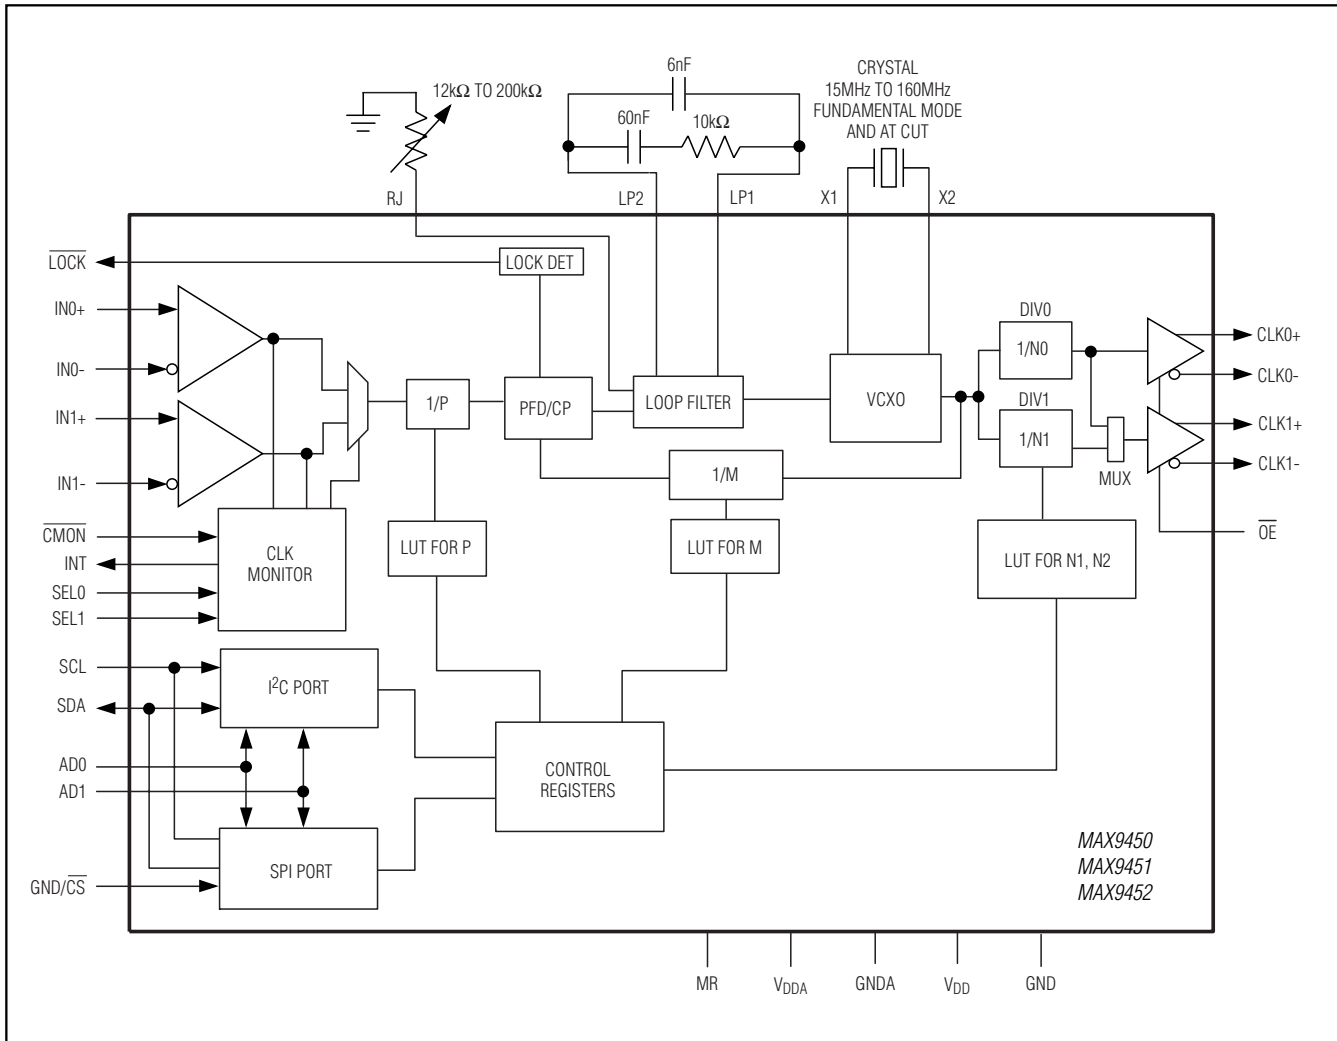 6nF
CRYSTAL
15MHz TO 160MHz
FUNDAMENTAL MODE
AND AT CUT
12kΩ TO 200kΩ
60nF
10kΩ
RJ
LP2
LP1
X1
X2
LOCK
LOCK DET
IN0+
DIV0
CLK0+
1/N0
IN0-
CLK0-
1/P
PFD/CP
LOOP FILTER
VCXO
DIV1
IN1+
CLK1+
1/N1
CLK1-
IN1-
1/M
MUX
CMON
OE
INT
CLK
MONITOR
LUT FOR P
LUT FOR M
LUT FOR N1, N2
SEL0
SEL1
SCL
I²C PORT
SDA
AD0
CONTROL
REGISTERS
AD1
MAX9450
MAX9451
MAX9452
SPI PORT
GND/CS
MR
VDDA
GNDA
VDD
GND